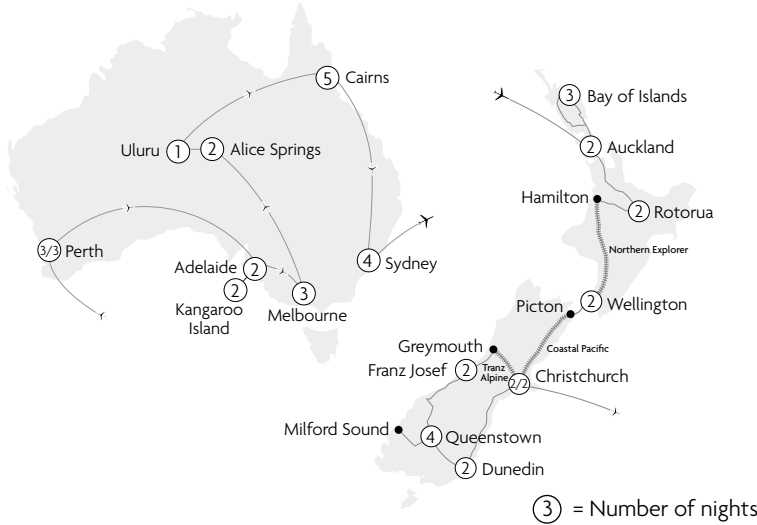 5 Cairns
3 Bay of Islands
Uluru 1
2 Alice Springs
2 Auckland
Hamilton
2 Rotorua
3/3 Perth
Northern Explorer
Adelaide 2
4 Sydney
2
Kangaroo
Island
3
Melbourne
2 Wellington
Picton
Greymouth
Coastal Pacific
Franz Josef 2
Tranz
Alpine
2/2 Christchurch
Milford Sound
4 Queenstown
2 Dunedin
3 = Number of nights